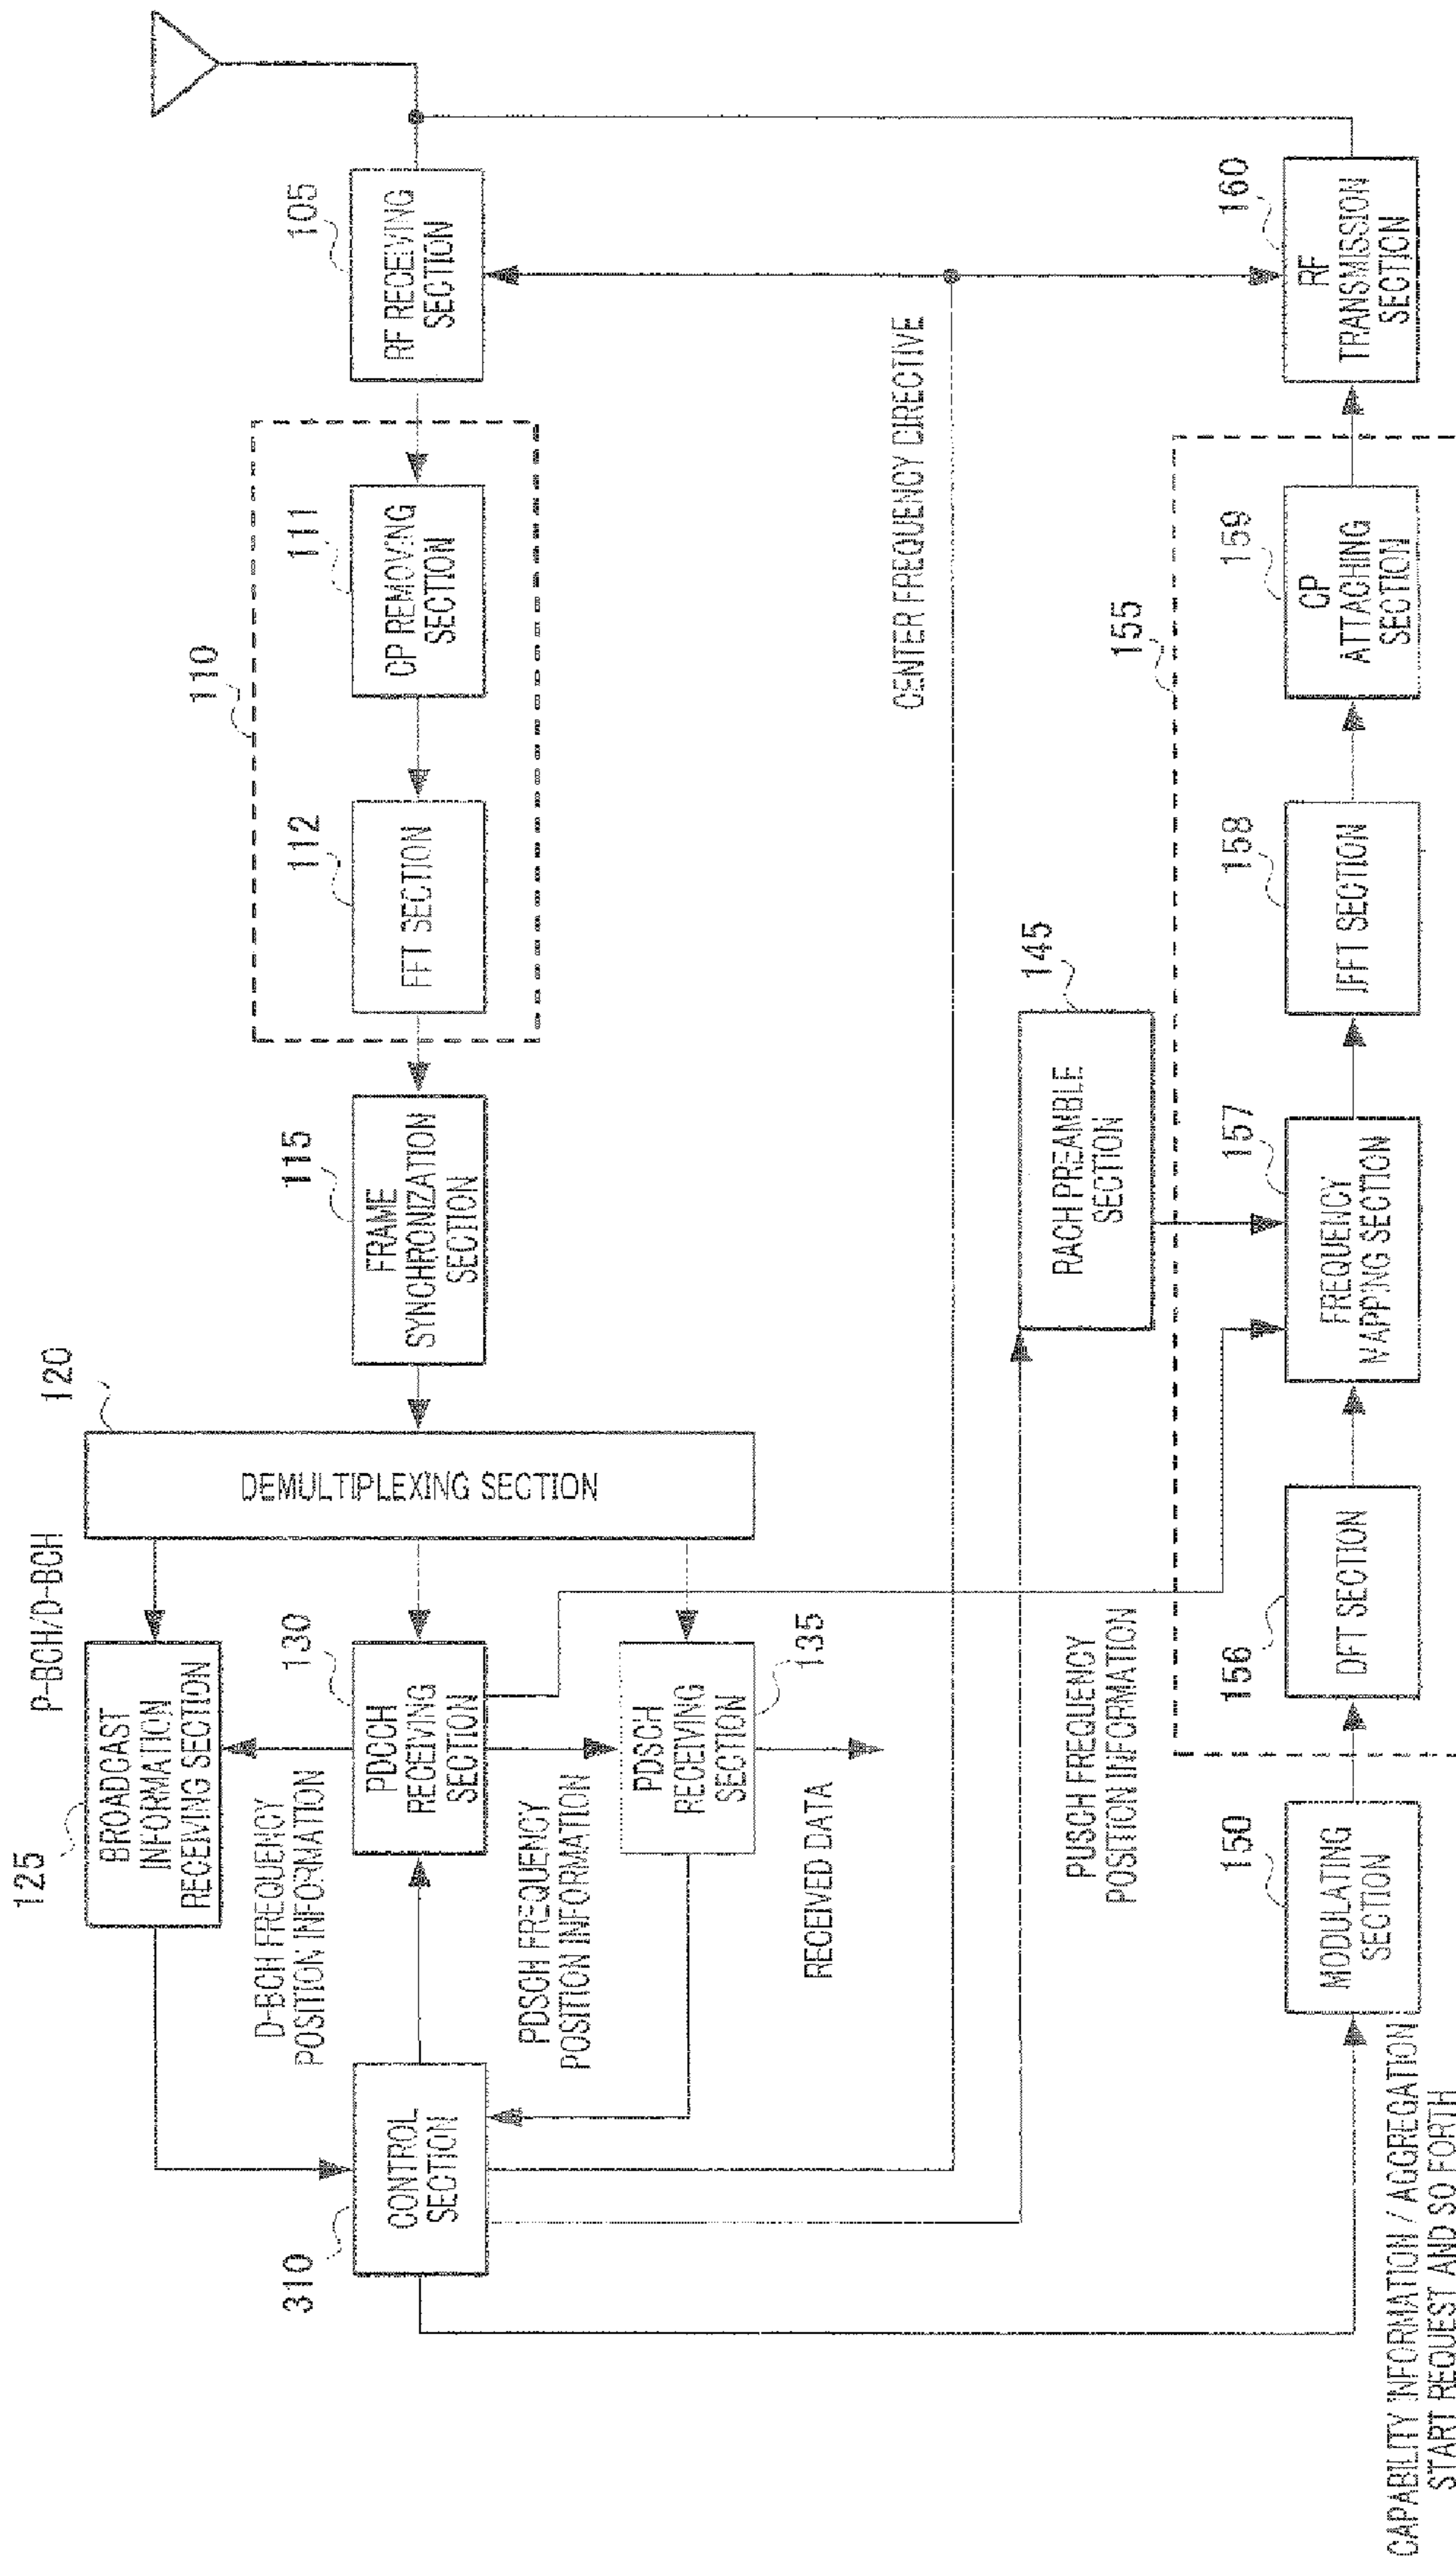 105
RF RECEIVING
SECTION
110
111
CP REMOVING
SECTION
112
FFT SECTION
115
FRAME
SYNCHRONIZATION
SECTION
120
DEMULTIPLEXING SECTION
P-BCH/D-BCH
125
BROADCAST
INFORMATION
RECEIVING SECTION
130
PDCCH
RECEIVING
SECTION
135
PDSCH
RECEIVING
SECTION
D-BCH FREQUENCY
POSITION INFORMATION
PDSCH FREQUENCY
POSITION INFORMATION
RECEIVED DATA
310
CONTROL
SECTION
CENTER FREQUENCY DIRECTIVE
145
RACH PREAMBLE
SECTION
PUSCH FREQUENCY
POSITION INFORMATION
CAPABILITY INFORMATION / AGGREGATION
START REQUEST AND SO FORTH
150
MODULATING
SECTION
155
156
DFT SECTION
157
FREQUENCY
MAPPING SECTION
158
IFFT SECTION
159
CP
ATTACHING
SECTION
160
RF
TRANSMISSION
SECTION